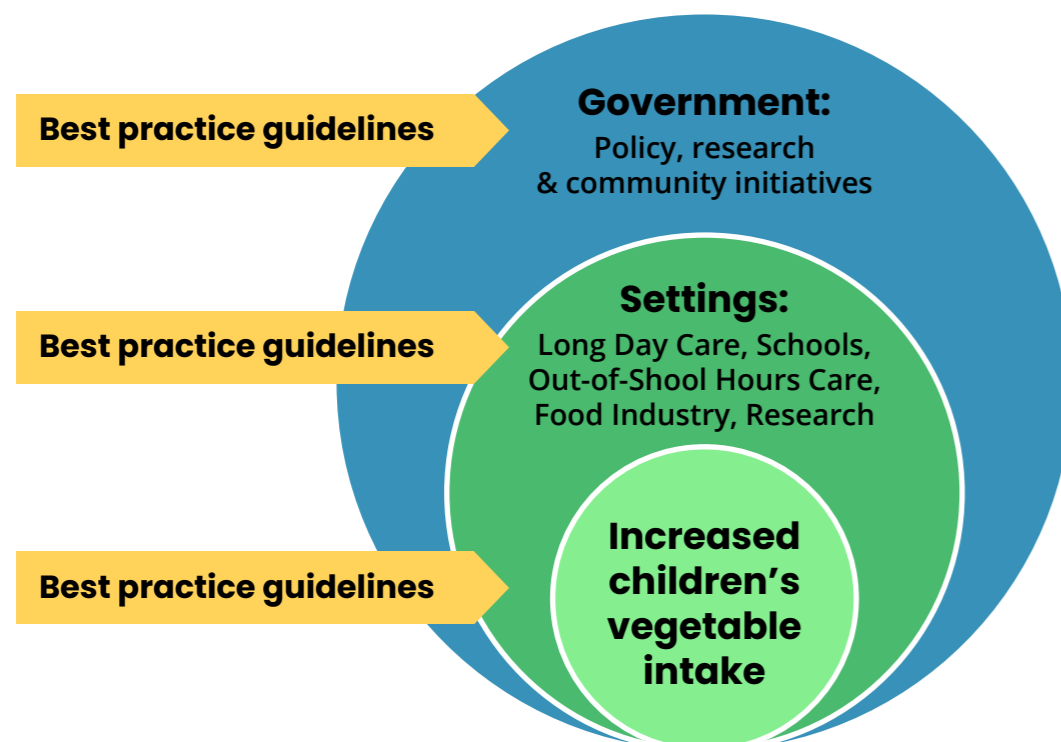 Best practice guidelines
Government:
Policy, research
& community initiatives
Best practice guidelines
Settings:
Long Day Care, Schools,
Out-of-Shool Hours Care,
Food Industry, Research
Best practice guidelines
Increased
children’s
vegetable
intake